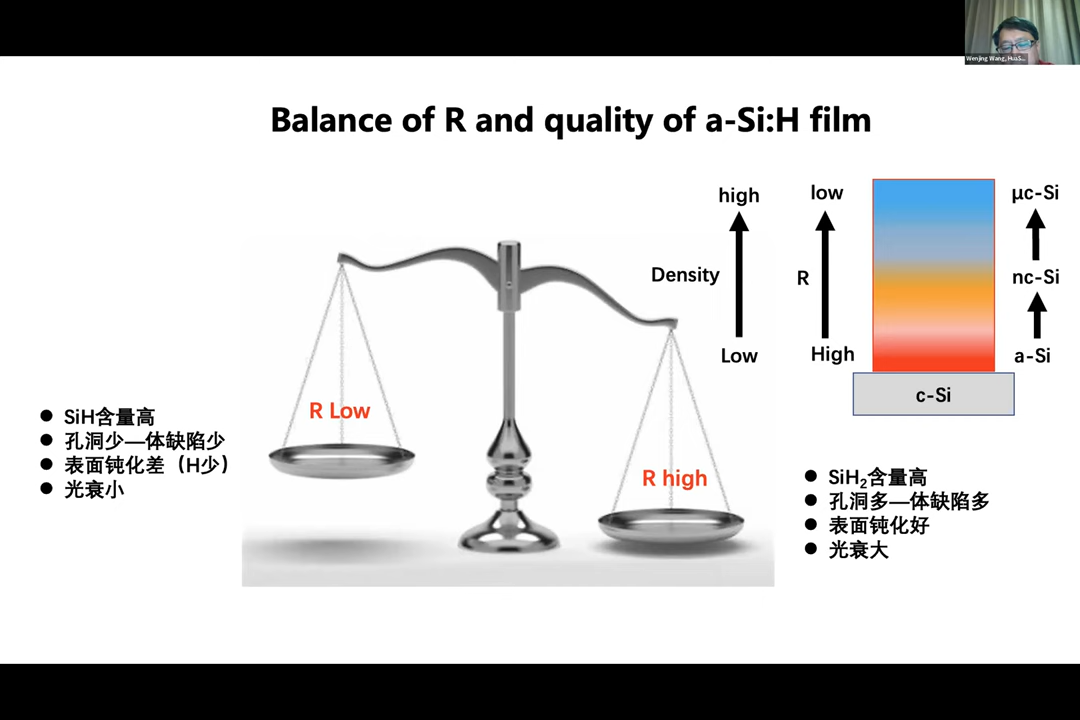 Wenjing Wang, HuaS...
Balance of R and quality of a-Si:H film
high
low
μc-Si
Density
R
nc-Si
Low
High
a-Si
c-Si
R Low
R high
● SiH含量高
● 孔洞少—体缺陷少
● 表面钝化差（H少）
● 光衰小
● SiH₂含量高
● 孔洞多—体缺陷多
● 表面钝化好
● 光衰大